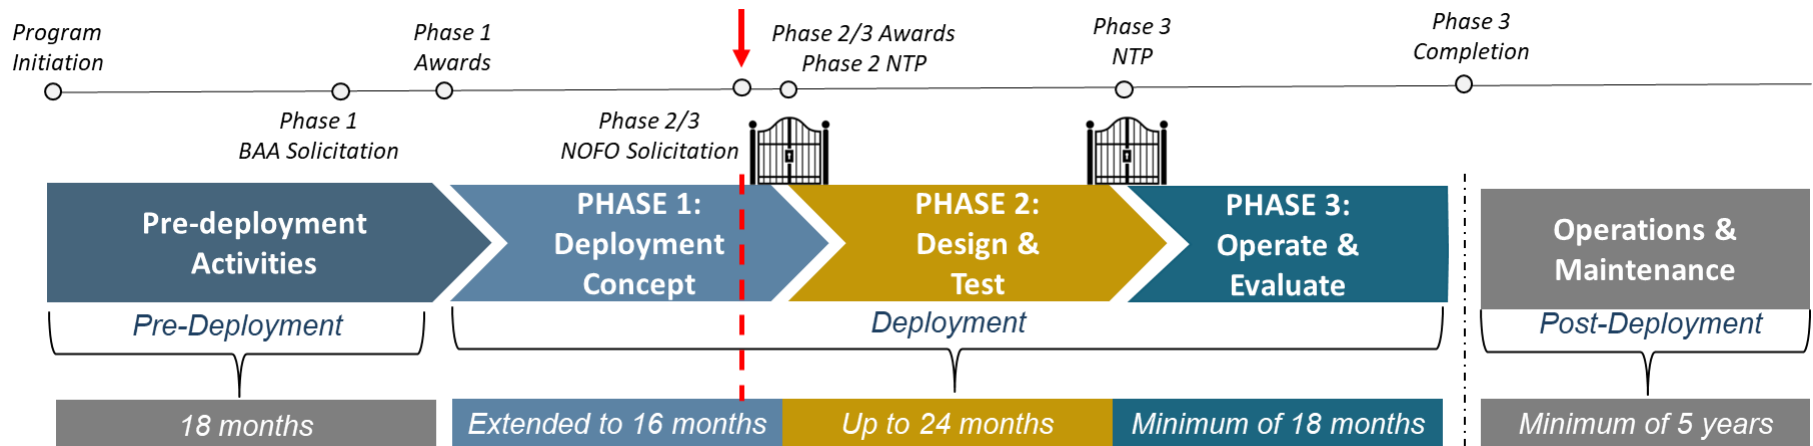 Program
Initiation
Phase 1
Awards
Phase 2/3 Awards
Phase 2 NTP
Phase 3
NTP
Phase 3
Completion
Phase 1
BAA Solicitation
Phase 2/3
NOFO Solicitation
Pre-deployment
Activities
PHASE 1:
Deployment
Concept
PHASE 2:
Design &
Test
PHASE 3:
Operate &
Evaluate
Operations &
Maintenance
Pre-Deployment
Deployment
Post-Deployment
18 months
Extended to 16 months
Up to 24 months
Minimum of 18 months
Minimum of 5 years